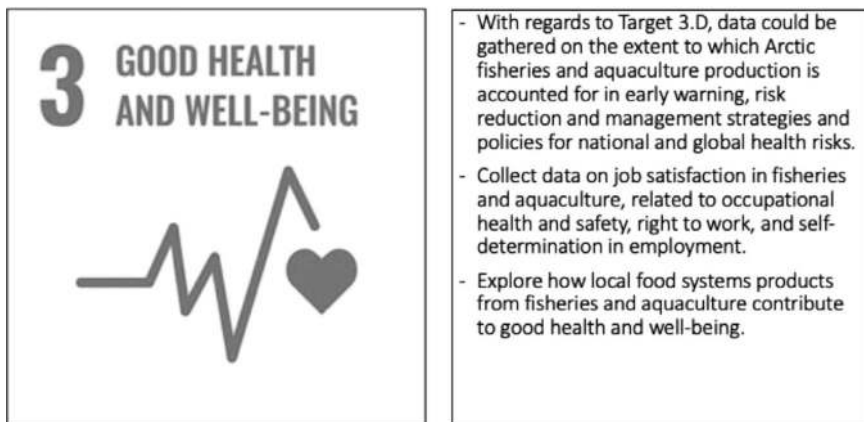 3 GOOD HEALTH
AND WELL-BEING
- With regards to Target 3.D, data could be
gathered on the extent to which Arctic
fisheries and aquaculture production is
accounted for in early warning, risk
reduction and management strategies and
policies for national and global health risks.
- Collect data on job satisfaction in fisheries
and aquaculture, related to occupational
health and safety, right to work, and self-
determination in employment.
- Explore how local food systems products
from fisheries and aquaculture contribute
to good health and well-being.